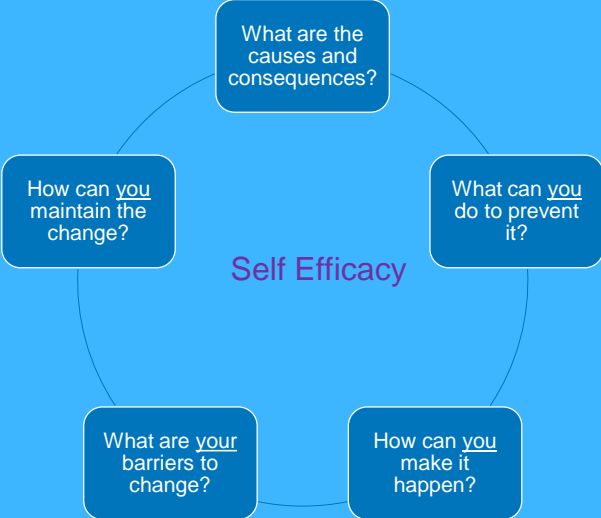 What are the
causes and
consequences?
What can you
do to prevent
it?
How can you
make it
happen?
What are your
barriers to
change?
How can you
maintain the
change?
Self Efficacy